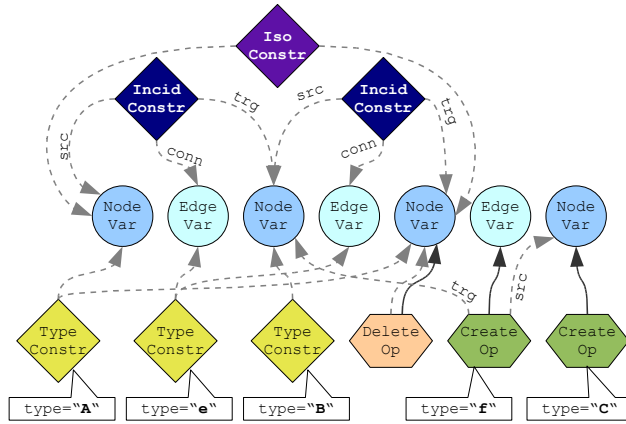 Iso
Constr
Incid
Constr
trg
src
Incid
Constr
trg
src
conn
conn
Node
Var
Edge
Var
Node
Var
Edge
Var
Node
Var
Edge
Var
Node
Var
trg
src
Type
Constr
Type
Constr
Type
Constr
Delete
Op
Create
Op
Create
Op
type=“A“
type=“e“
type=“B“
type=“f“
type=“C“